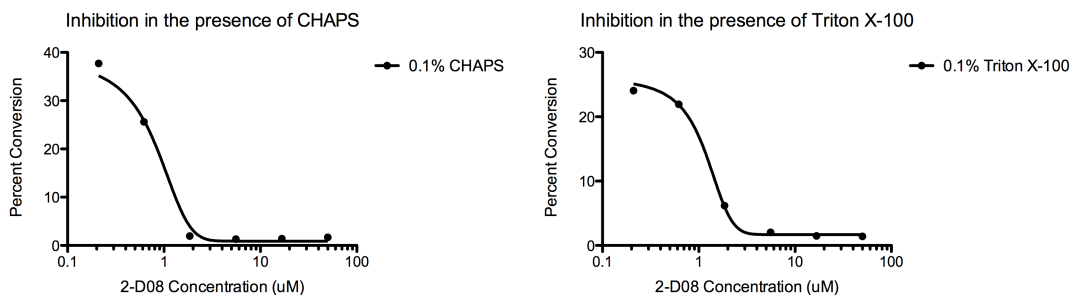 Inhibition in the presence of CHAPS
40
30
20
10
0
0.1
1
10
100
Percent Conversion
2-D08 Concentration (uM)
0.1% CHAPS
Inhibition in the presence of Triton X-100
30
20
10
0
0.1
1
10
100
Percent Conversion
2-D08 Concentration (uM)
0.1% Triton X-100